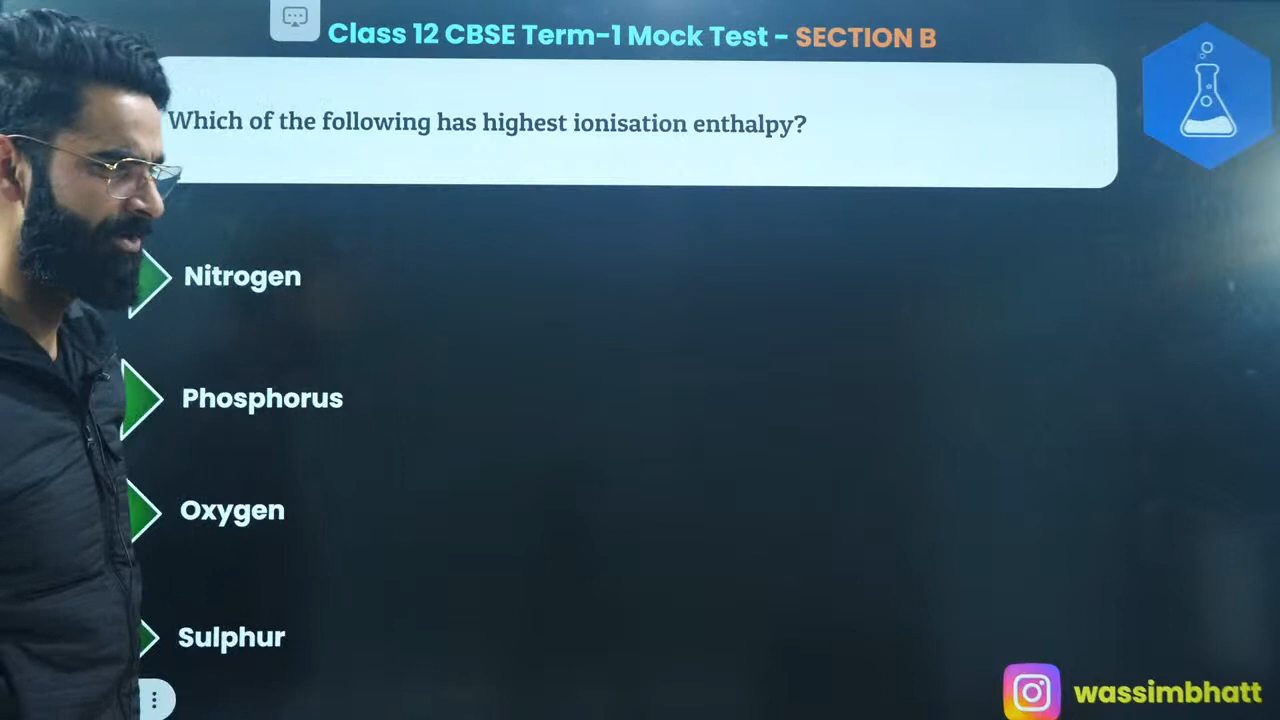 Class 12 CBSE Term-1 Mock Test - SECTION B
Which of the following has highest ionisation enthalpy?
Nitrogen
Phosphorus
Oxygen
Sulphur
wassimbhatt